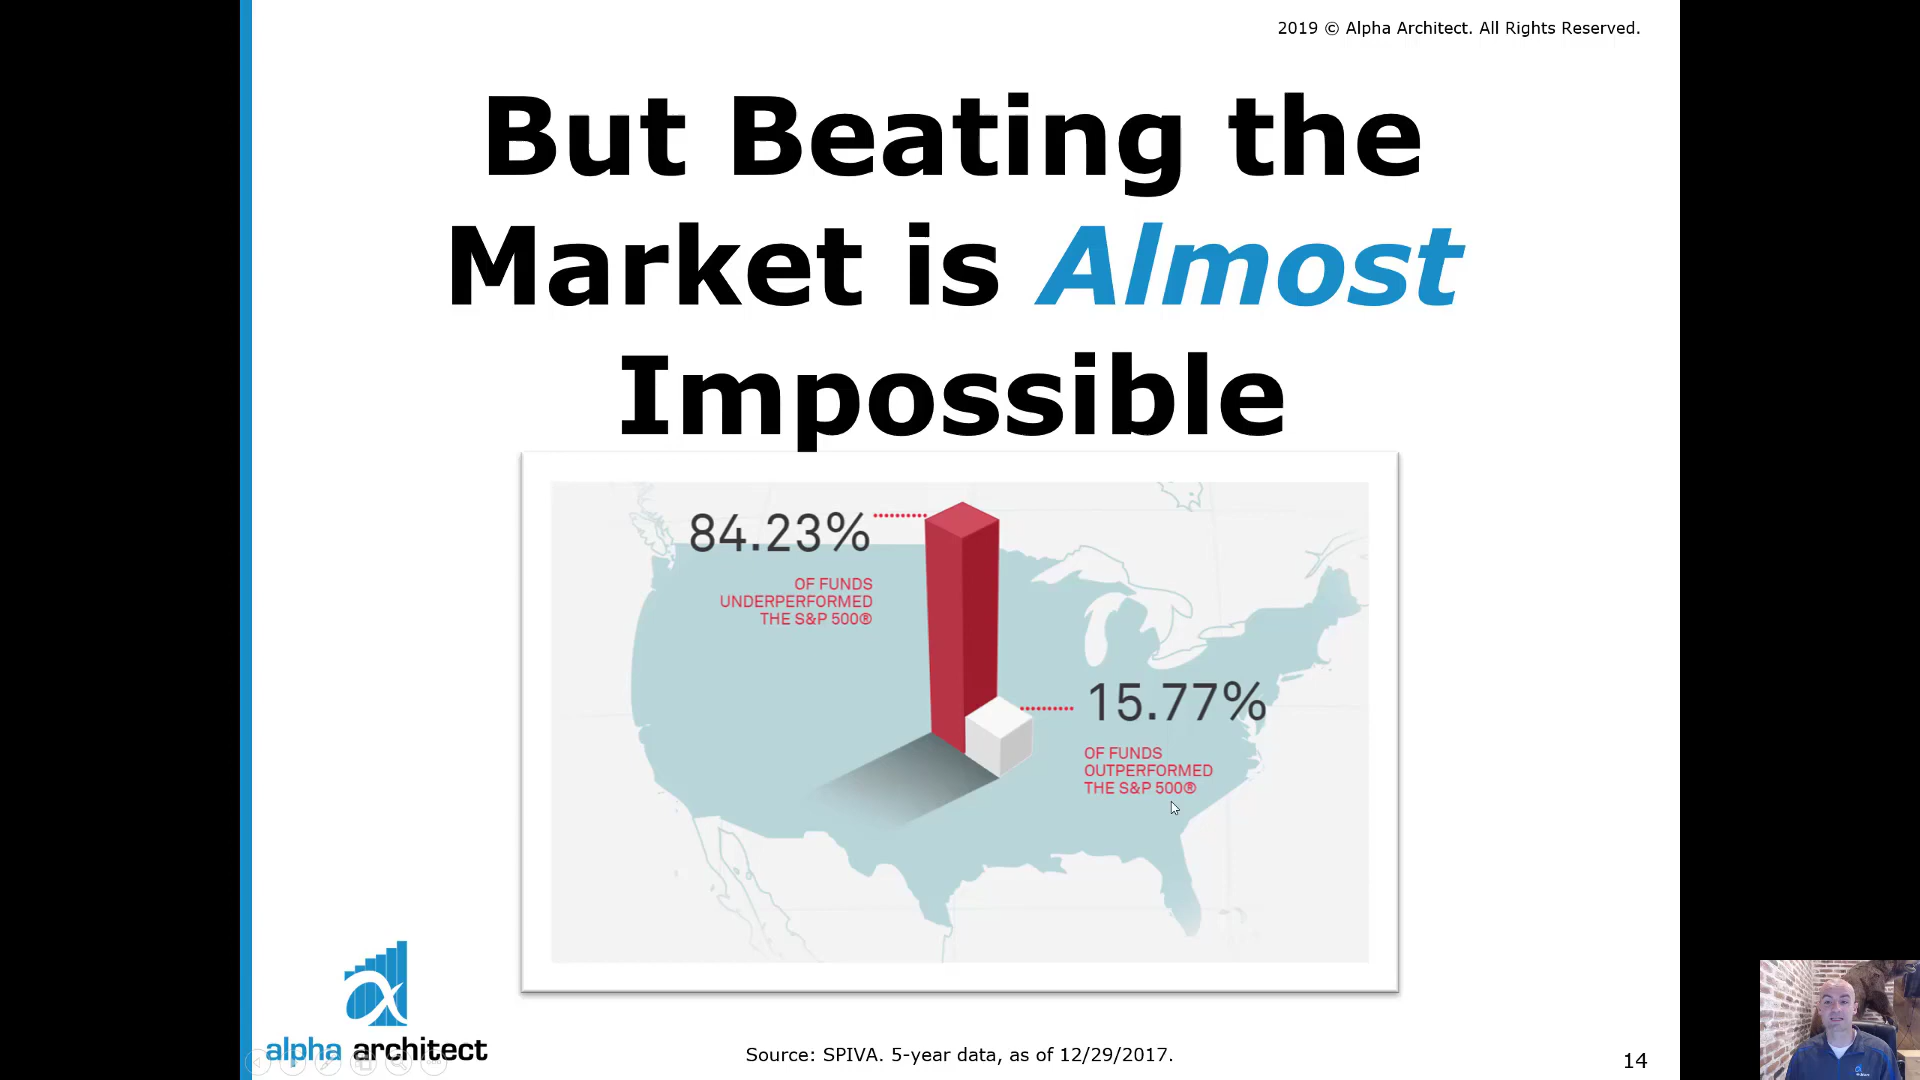 2019 © Alpha Architect. All Rights Reserved.
But Beating the
Market is Almost
Impossible
84.23%
OF FUNDS
UNDERPERFORMED
THE S&P 500®
15.77%
OF FUNDS
OUTPERFORMED
THE S&P 500®
alpha architect
Source: SPIVA. 5-year data, as of 12/29/2017.
14